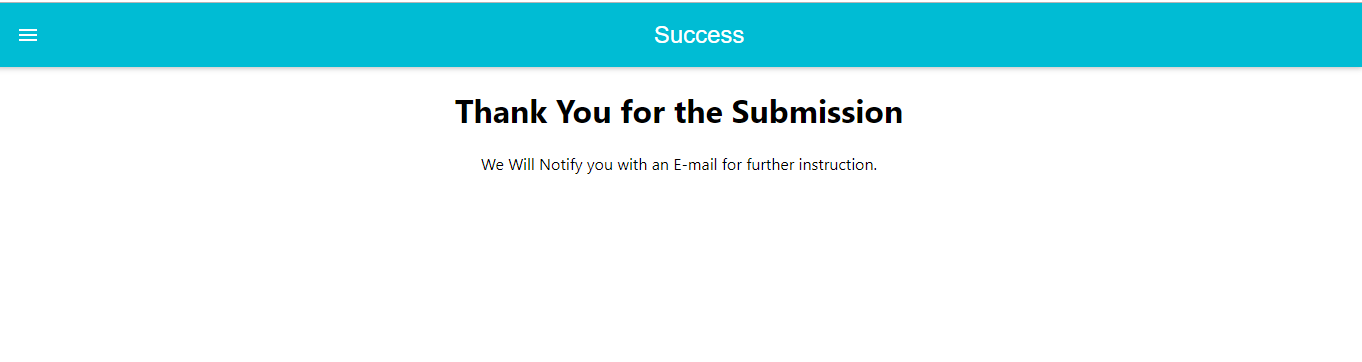 Success
Thank You for the Submission
We Will Notify you with an E-mail for further instruction.